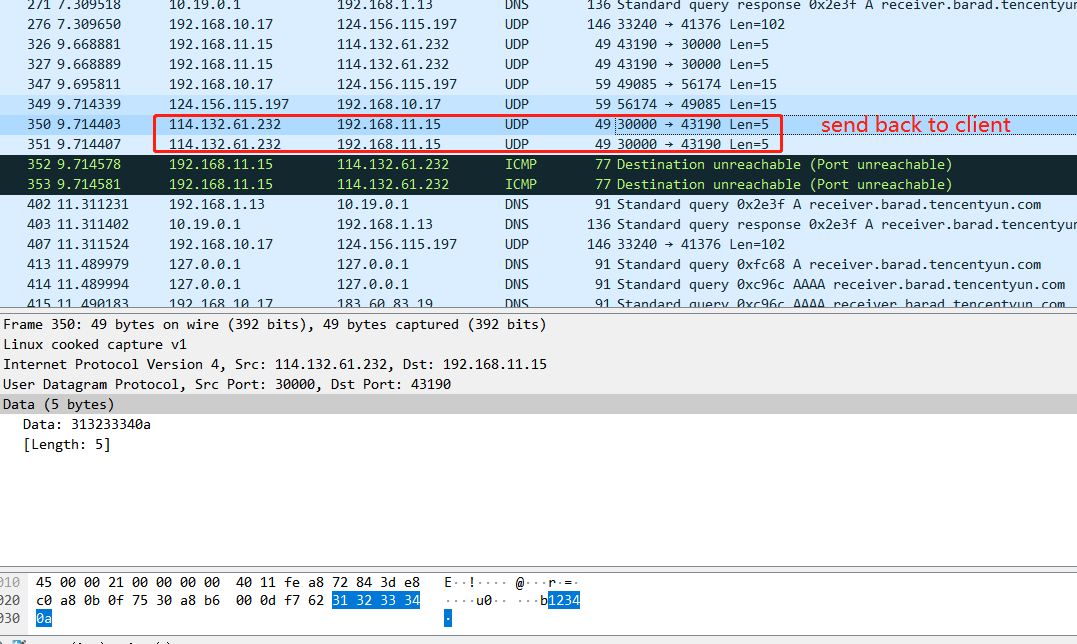 271 7.309518 10.19.0.1 192.168.1.13 DNS 136 Standard query response 0x2e3f A receiver.barad.tencentyun
276 7.309650 192.168.10.17 124.156.115.197 UDP 146 33240 → 41376 Len=102
326 9.668881 192.168.11.15 114.132.61.232 UDP 49 43190 → 30000 Len=5
327 9.668889 192.168.11.15 114.132.61.232 UDP 49 43190 → 30000 Len=5
347 9.695811 192.168.10.17 124.156.115.197 UDP 59 49085 → 56174 Len=15
349 9.714339 124.156.115.197 192.168.10.17 UDP 59 56174 → 49085 Len=15
350 9.714403 114.132.61.232 192.168.11.15 UDP 49 30000 → 43190 Len=5 send back to client
351 9.714407 114.132.61.232 192.168.11.15 UDP 49 30000 → 43190 Len=5
352 9.714578 192.168.11.15 114.132.61.232 ICMP 77 Destination unreachable (Port unreachable)
353 9.714581 192.168.11.15 114.132.61.232 ICMP 77 Destination unreachable (Port unreachable)
402 11.311231 192.168.1.13 10.19.0.1 DNS 91 Standard query 0x2e3f A receiver.barad.tencentyun.com
403 11.311402 10.19.0.1 192.168.1.13 DNS 136 Standard query response 0x2e3f A receiver.barad.tencentyun
407 11.311524 192.168.10.17 124.156.115.197 UDP 146 33240 → 41376 Len=102
413 11.489979 127.0.0.1 127.0.0.1 DNS 91 Standard query 0xfc68 A receiver.barad.tencentyun.com
414 11.489994 127.0.0.1 127.0.0.1 DNS 91 Standard query 0xc96c AAAA receiver.barad.tencentyun.com
415 11.490183 192.168.10.17 183.60.83.19 DNS 91 Standard query 0xc96c AAAA receiver.barad.tencentyun.com
Frame 350: 49 bytes on wire (392 bits), 49 bytes captured (392 bits)
Linux cooked capture v1
Internet Protocol Version 4, Src: 114.132.61.232, Dst: 192.168.11.15
User Datagram Protocol, Src Port: 30000, Dst Port: 43190
Data (5 bytes)
Data: 313233340a
[Length: 5]
010 45 00 00 21 00 00 00 00 40 11 fe a8 72 84 3d e8 E··!···· @···r·=·
020 c0 a8 0b 0f 75 30 a8 b6 00 0d f7 62 31 32 33 34 ····u0·· ···b1234
030 0a ·